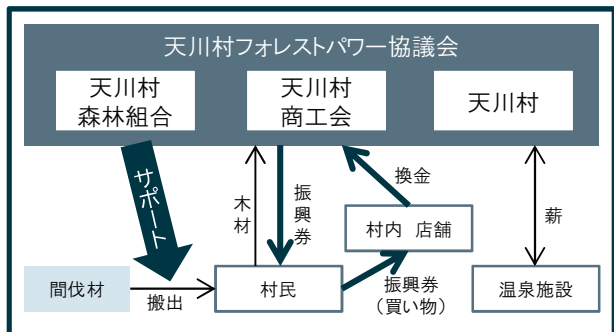 天川村フォレストパワー協議会
天川村
森林組合
天川村
商工会
天川村
サポート
木材
振興券
換金
村内 店舗
薪
間伐材
搬出
村民
振興券
（買い物）
温泉施設